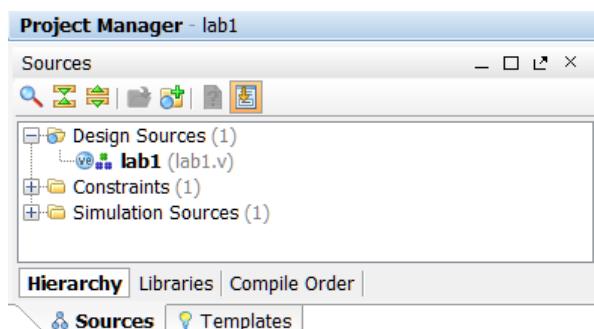 Project Manager - lab1
Sources
Design Sources (1)
lab1 (lab1.v)
Constraints (1)
Simulation Sources (1)
Hierarchy Libraries Compile Order
Sources Templates